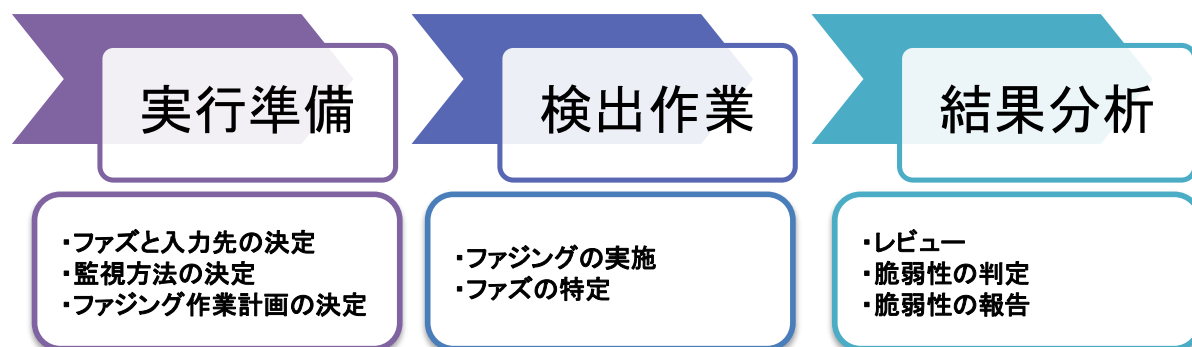 実行準備
・ファズと入力先の決定
・監視方法の決定
・ファジング作業計画の決定
検出作業
・ファジングの実施
・ファズの特定
結果分析
・レビュー
・脆弱性の判定
・脆弱性の報告